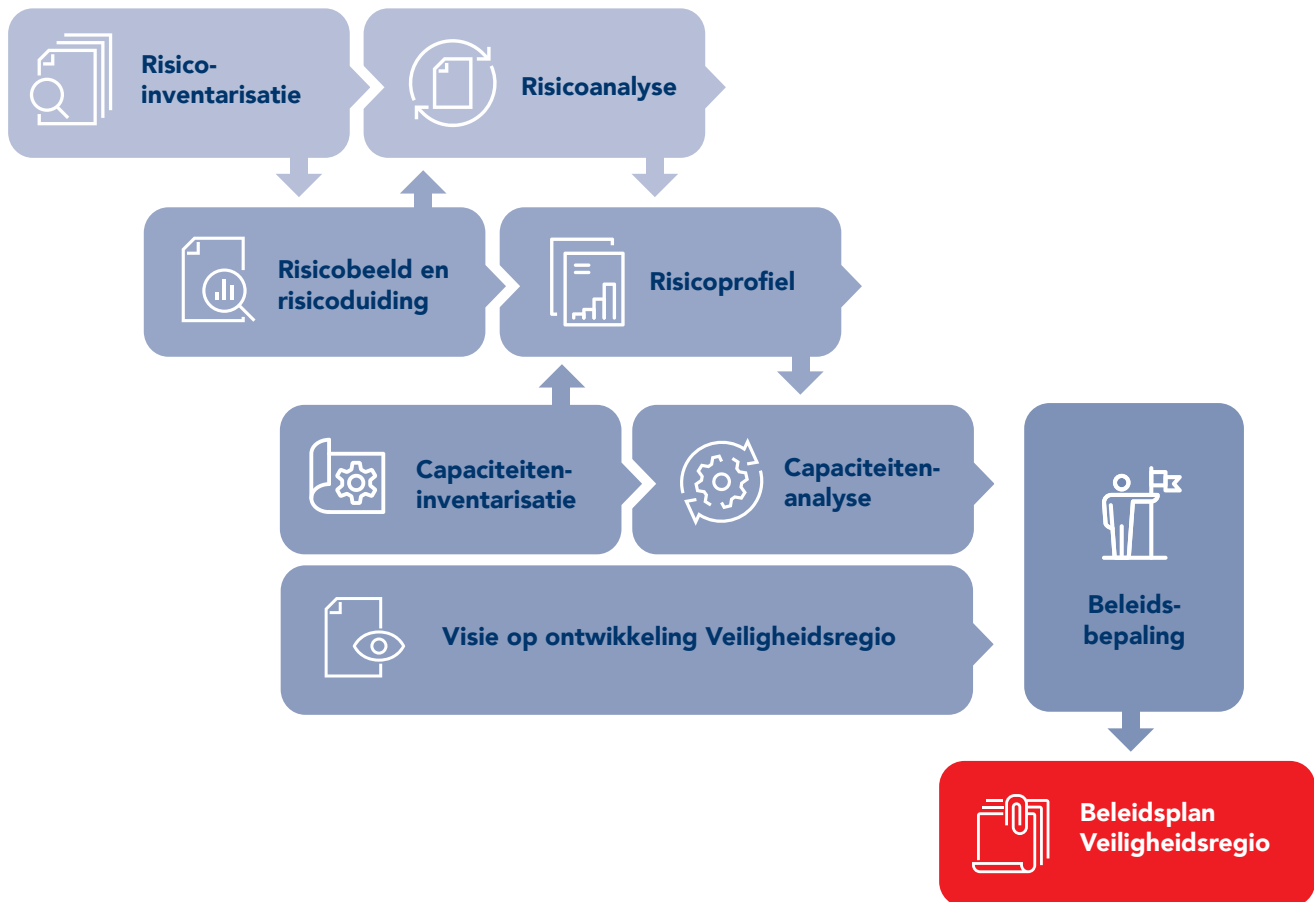 Risico-
inventarisatie
Risicoanalyse
Risicobeeld en
risicoduiding
Risicoprofiel
Capaciteiten-
inventarisatie
Capaciteiten-
analyse
Visie op ontwikkeling Veiligheidsregio
Beleids-
bepaling
Beleidsplan
Veiligheidsregio